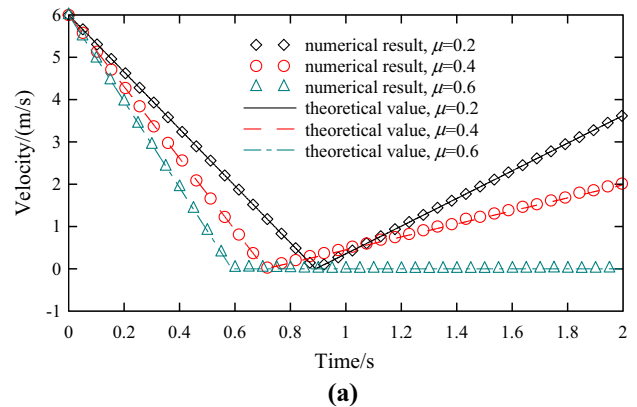 6
5
4
3
2
1
0
-1
Velocity/(m/s)
numerical result, μ=0.2
numerical result, μ=0.4
numerical result, μ=0.6
theoretical value, μ=0.2
theoretical value, μ=0.4
theoretical value, μ=0.6
0 0.2 0.4 0.6 0.8 1 1.2 1.4 1.6 1.8 2
Time/s
(a)